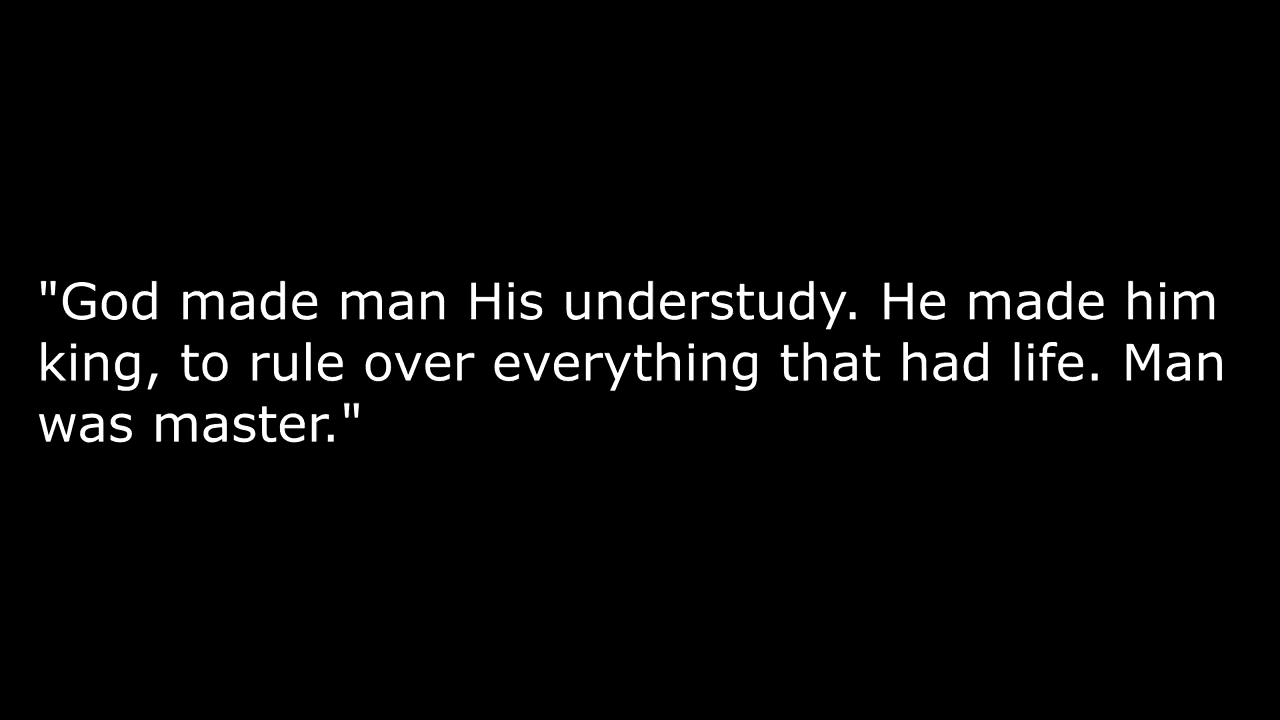 "God made man His understudy. He made him
king, to rule over everything that had life. Man
was master."